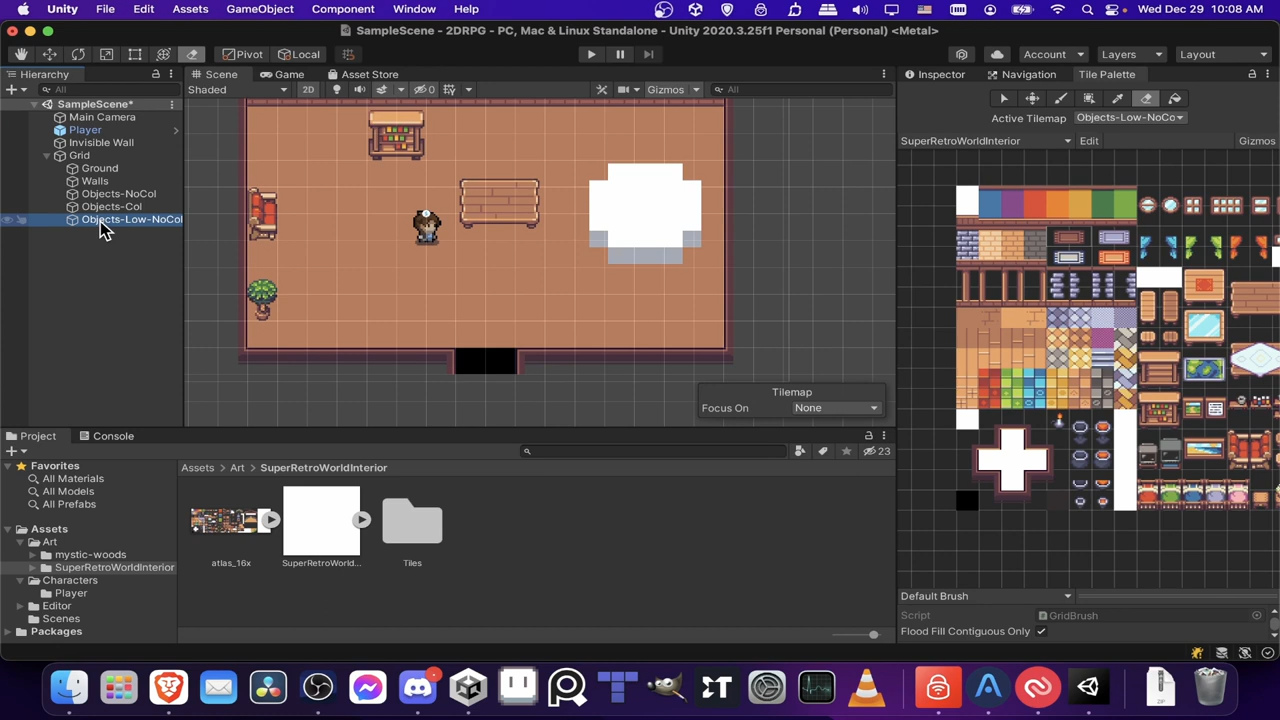 Unity File Edit Assets GameObject Component Window Help Wed Dec 29 10:08 AM
SampleScene - 2DRPG - PC, Mac & Linux Standalone - Unity 2020.3.25f1 Personal (Personal) <Metal>
Pivot Local Account Layers Layout
Hierarchy Scene Game Asset Store Inspector Navigation Tile Palette
All Shaded 2D 0 Gizmos All
SampleScene*
Main Camera
Player
Invisible Wall
Grid
Ground
Walls
Objects-NoCol
Objects-Col
Objects-Low-NoCol
Active Tilemap Objects-Low-NoCo
SuperRetroWorldInterior Edit Gizmos
Tilemap
Focus On None
Project Console
23
Favorites
All Materials
All Models
All Prefabs
Assets
Art
mystic-woods
SuperRetroWorldInterior
Characters
Player
Editor
Scenes
Packages
Assets Art SuperRetroWorldInterior
atlas_16x SuperRetroWorld... Tiles
Default Brush
Script GridBrush
Flood Fill Contiguous Only
ZIP